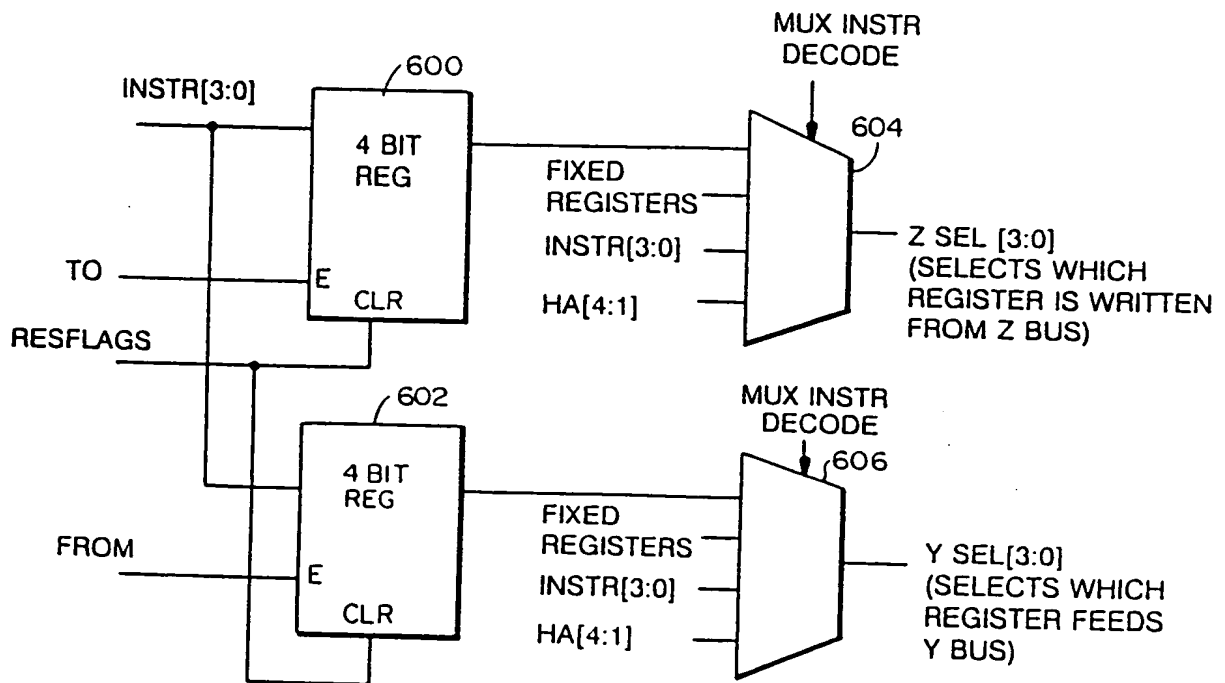 MUX INSTR
DECODE
600
INSTR[3:0]
4 BIT
REG
604
FIXED
REGISTERS
INSTR[3:0]
HA[4:1]
Z SEL [3:0]
(SELECTS WHICH
REGISTER IS WRITTEN
FROM Z BUS)
TO
E
CLR
RESFLAGS
602
MUX INSTR
DECODE
606
4 BIT
REG
FIXED
REGISTERS
INSTR[3:0]
HA[4:1]
FROM
E
CLR
Y SEL[3:0]
(SELECTS WHICH
REGISTER FEEDS
Y BUS)